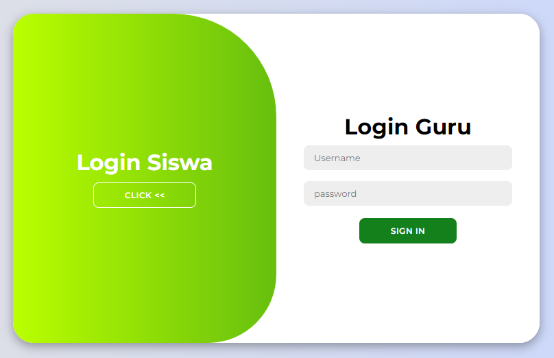 Login Siswa
CLICK <<
Login Guru
Username
password
SIGN IN